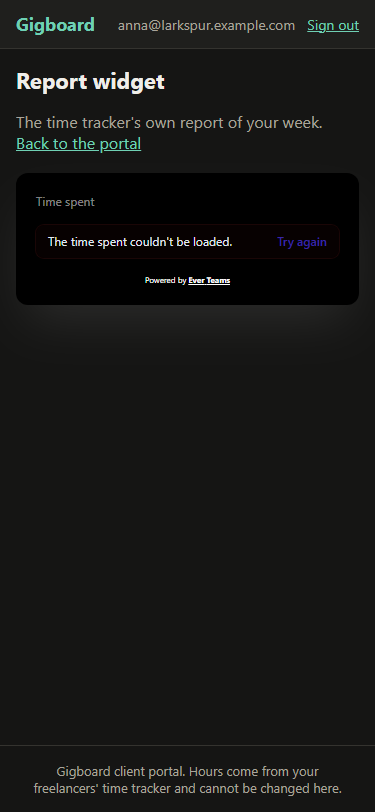 Gigboard anna@larkspur.example.com Sign out
Report widget
The time tracker's own report of your week.
Back to the portal
Time spent
The time spent couldn't be loaded. Try again
Powered by Ever Teams
Gigboard client portal. Hours come from your
freelancers' time tracker and cannot be changed here.